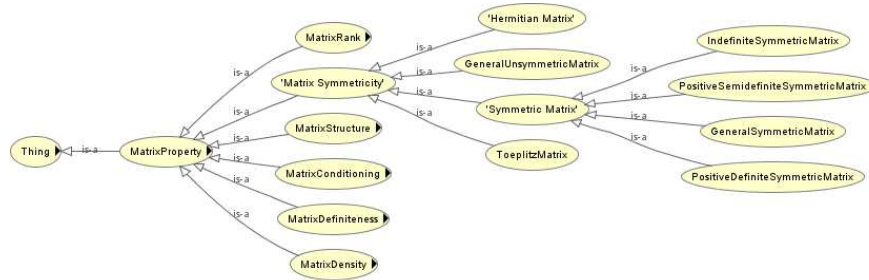 Thing
is-a
MatrixProperty
is-a
MatrixRank
is-a
'Matrix Symmetricity'
is-a
MatrixStructure
is-a
MatrixConditioning
is-a
MatrixDefiniteness
is-a
MatrixDensity
is-a
'Hermitian Matrix'
is-a
GeneralUnsymmetricMatrix
is-a
'Symmetric Matrix'
is-a
ToeplitzMatrix
is-a
IndefiniteSymmetricMatrix
is-a
PositiveSemidefiniteSymmetricMatrix
is-a
GeneralSymmetricMatrix
is-a
PositiveDefiniteSymmetricMatrix